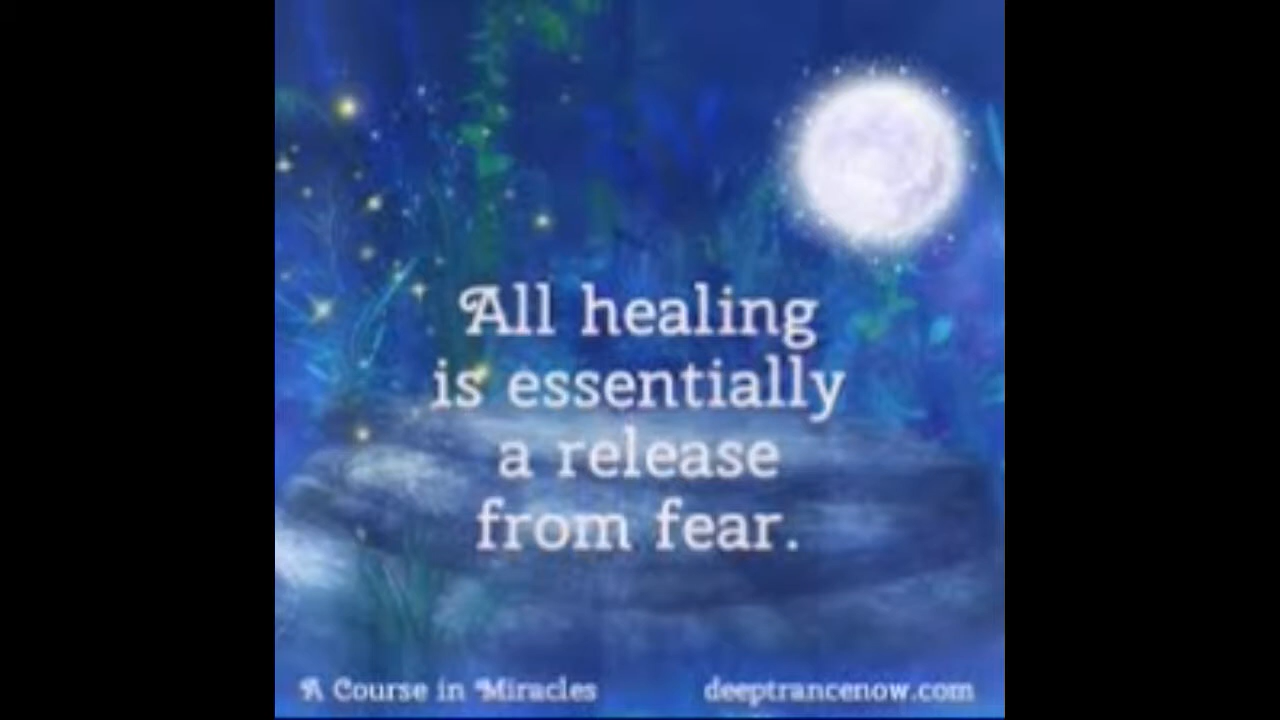 All healing
is essentially
a release
from fear.
A Course in Miracles
deeptrancenow.com